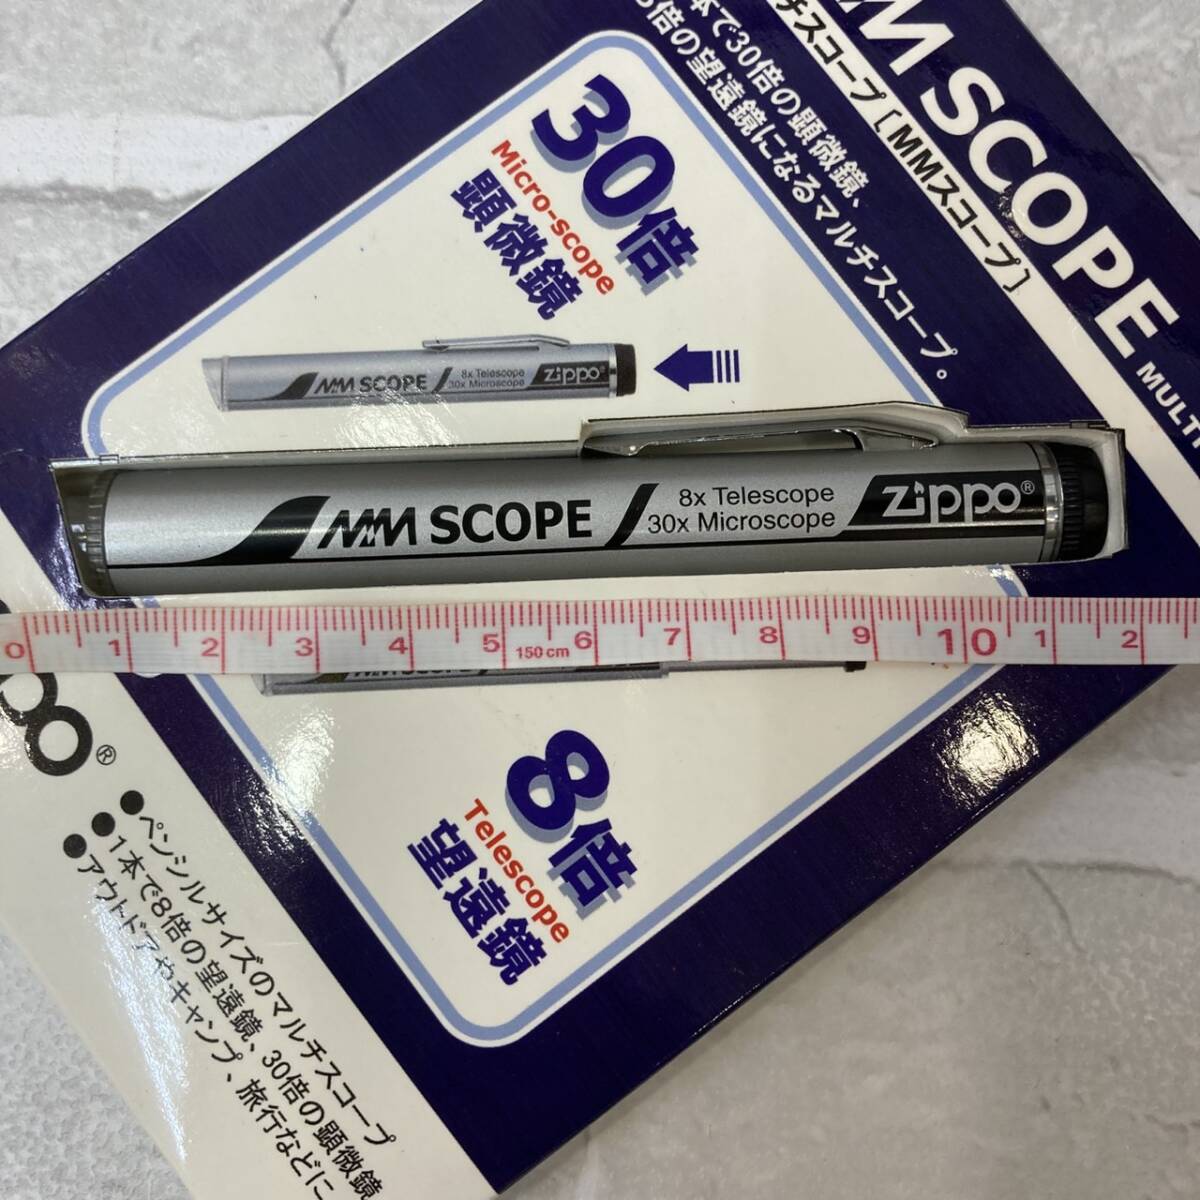 MM SCOPE MULTI
チスコープ［MMスコープ］
本で30倍の顕微鏡、
倍の望遠鏡になるマルチスコープ。
30倍
Micro-scope
顕微鏡
MM SCOPE
8x Telescope
30x Microscope
Zippo®
MM SCOPE
8x Telescope
30x Microscope
Zippo®
0 1 2 3 4 5 150cm 6 7 8 9 10 1 2
8倍
Telescope
望遠鏡
ppo®
●ペンシルサイズのマルチスコープ
●1本で8倍の望遠鏡、30倍の顕微鏡
●アウトドアやキャンプ、旅行などに